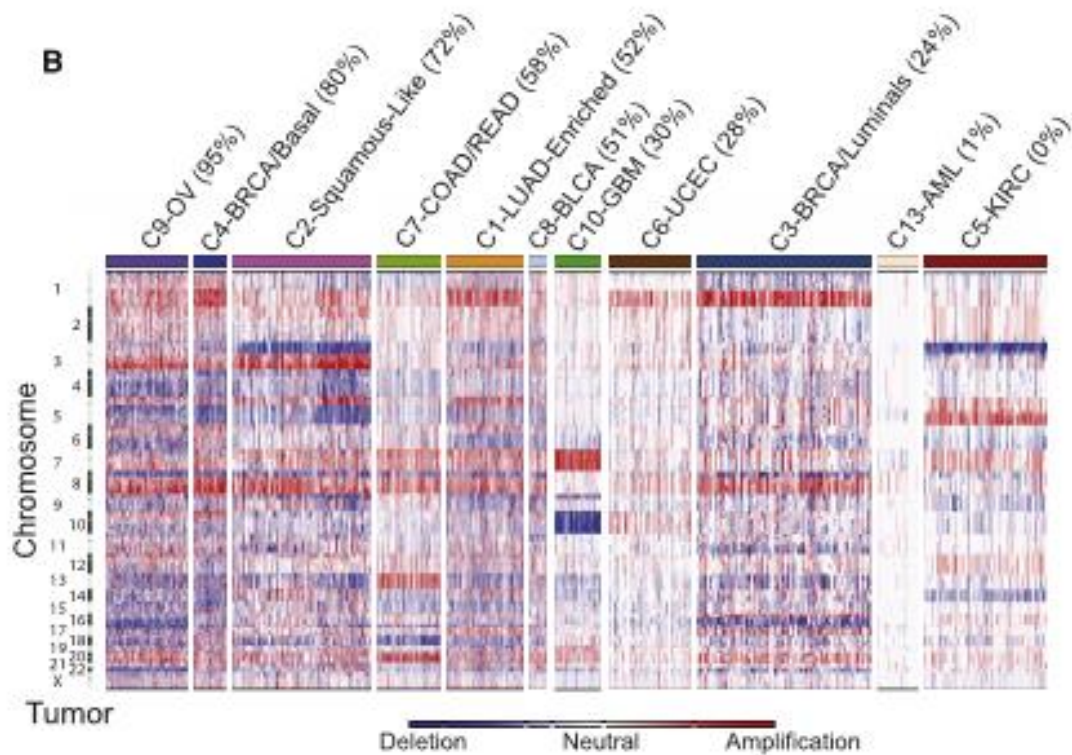 B
C9-OV (95%)
C4-BRCA/Basal (80%)
C2-Squamous-Like (72%)
C7-COAD/READ (58%)
C1-LUAD-Enriched (52%)
C8-BLCA (51%)
C10-GBM (30%)
C6-UCEC (28%)
C3-BRCA/Luminals (24%)
C13-AML (1%)
C5-KIRC (0%)
Chromosome
1
2
3
4
5
6
7
8
9
10
11
12
13
14
15
16
17
18
19
20
21 22
X
Tumor
Deletion Neutral Amplification